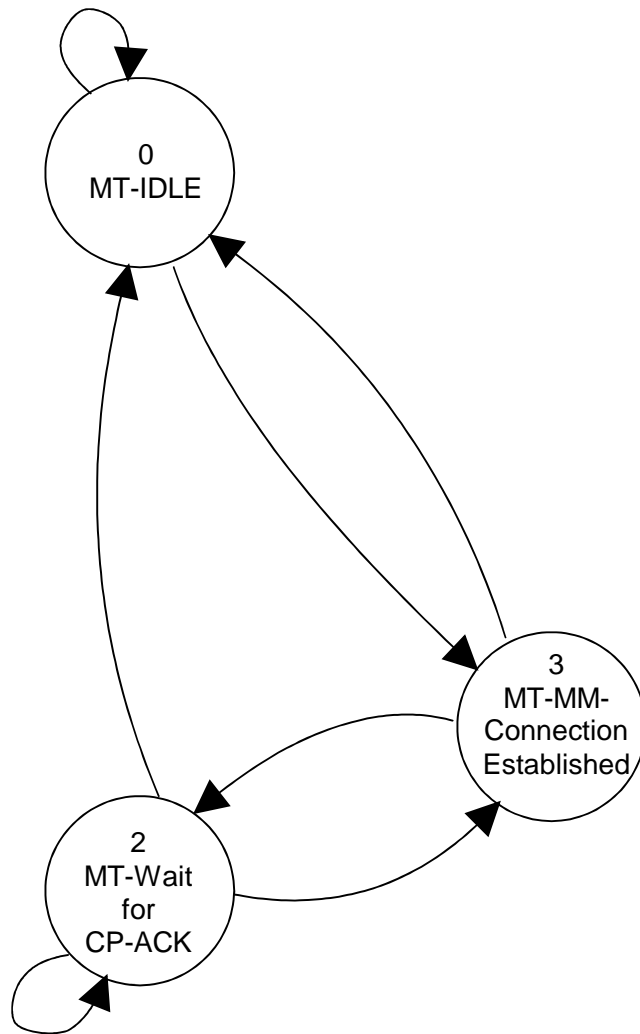 0
MT-IDLE
3
MT-MM-
Connection
Established
2
MT-Wait
for
CP-ACK